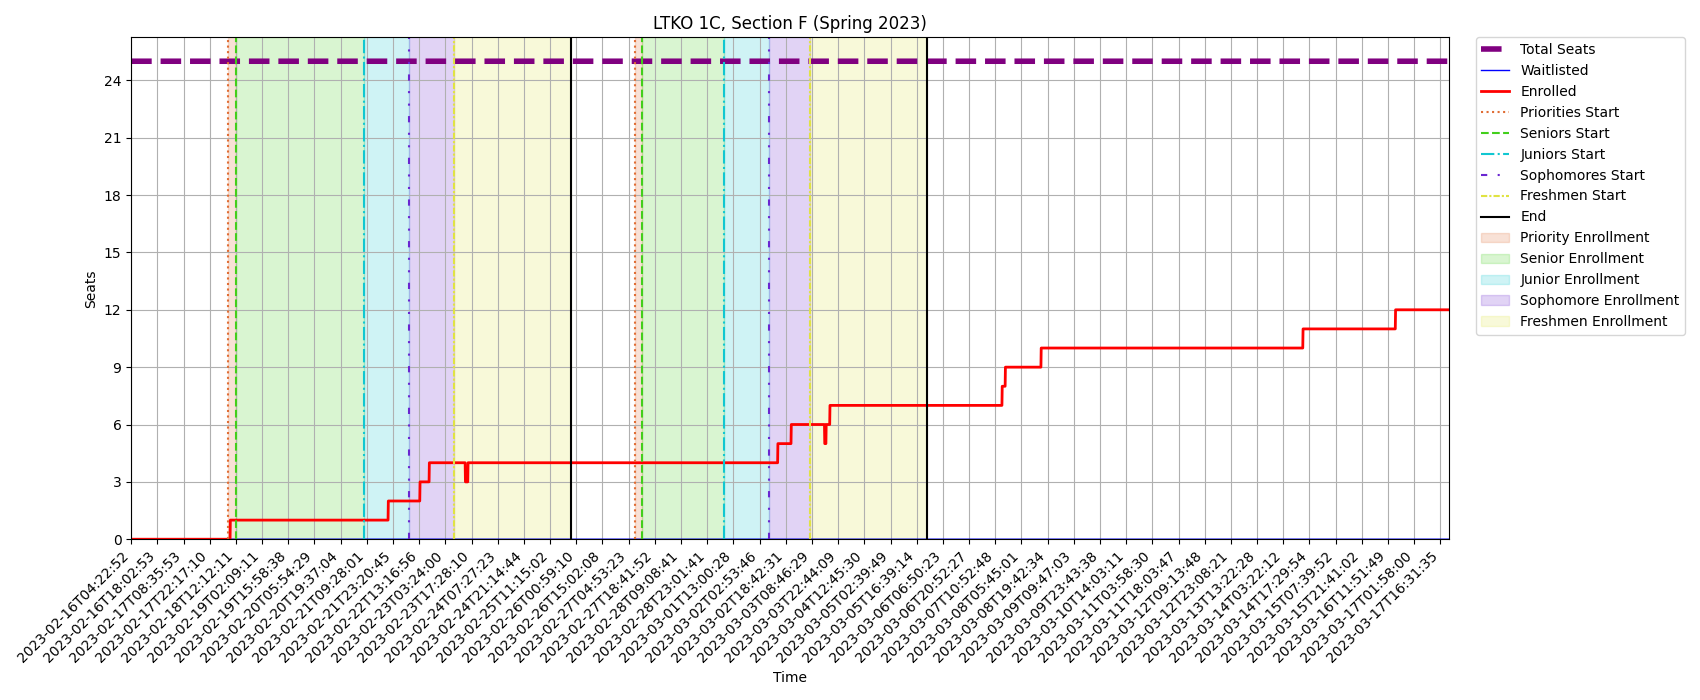 LTKO 1C, Section F (Spring 2023)
Seats
24
21
18
15
12
9
6
3
0
2023-02-16T04:22:52
2023-02-16T18:02:53
2023-02-17T08:35:53
2023-02-17T22:17:10
2023-02-18T12:12:11
2023-02-19T02:09:11
2023-02-19T15:58:38
2023-02-20T05:54:29
2023-02-20T19:37:04
2023-02-21T09:28:01
2023-02-21T23:20:45
2023-02-22T13:16:56
2023-02-23T03:24:00
2023-02-23T17:28:10
2023-02-24T07:27:23
2023-02-24T21:14:44
2023-02-25T11:15:02
2023-02-26T00:59:10
2023-02-26T15:02:08
2023-02-27T04:53:23
2023-02-27T18:41:52
2023-02-28T09:08:41
2023-02-28T23:01:41
2023-03-01T13:00:28
2023-03-02T02:53:46
2023-03-02T18:42:31
2023-03-03T08:46:29
2023-03-03T22:44:09
2023-03-04T12:45:30
2023-03-05T02:39:49
2023-03-05T16:39:14
2023-03-06T06:50:23
2023-03-06T20:52:27
2023-03-07T10:52:48
2023-03-08T05:45:01
2023-03-08T19:42:34
2023-03-09T09:47:03
2023-03-09T23:43:38
2023-03-10T14:03:11
2023-03-11T03:58:30
2023-03-11T18:03:47
2023-03-12T09:13:48
2023-03-12T23:08:21
2023-03-13T13:22:28
2023-03-14T03:22:12
2023-03-14T17:29:54
2023-03-15T07:39:52
2023-03-15T21:41:02
2023-03-16T11:51:49
2023-03-17T01:58:00
2023-03-17T16:31:35
Time
Total Seats
Waitlisted
Enrolled
Priorities Start
Seniors Start
Juniors Start
Sophomores Start
Freshmen Start
End
Priority Enrollment
Senior Enrollment
Junior Enrollment
Sophomore Enrollment
Freshmen Enrollment